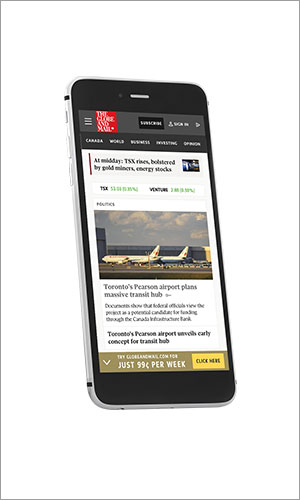 THE
GLOBE
AND
MAIL*
SUBSCRIBE
SIGN IN
CANADA WORLD BUSINESS INVESTING OPINION
At midday: TSX rises, bolstered
by gold miners, energy stocks
TSX VENTURE
POLITICS
Toronto's Pearson airport plans
massive transit hub
Documents show that federal officials view the
project as a potential candidate for funding
through the Canada Infrastructure Bank.
Toronto's Pearson airport unveils early
concept for transit hub
TRY GLOBEANDMAIL.COM FOR
JUST 99¢ PER WEEK
CLICK HERE